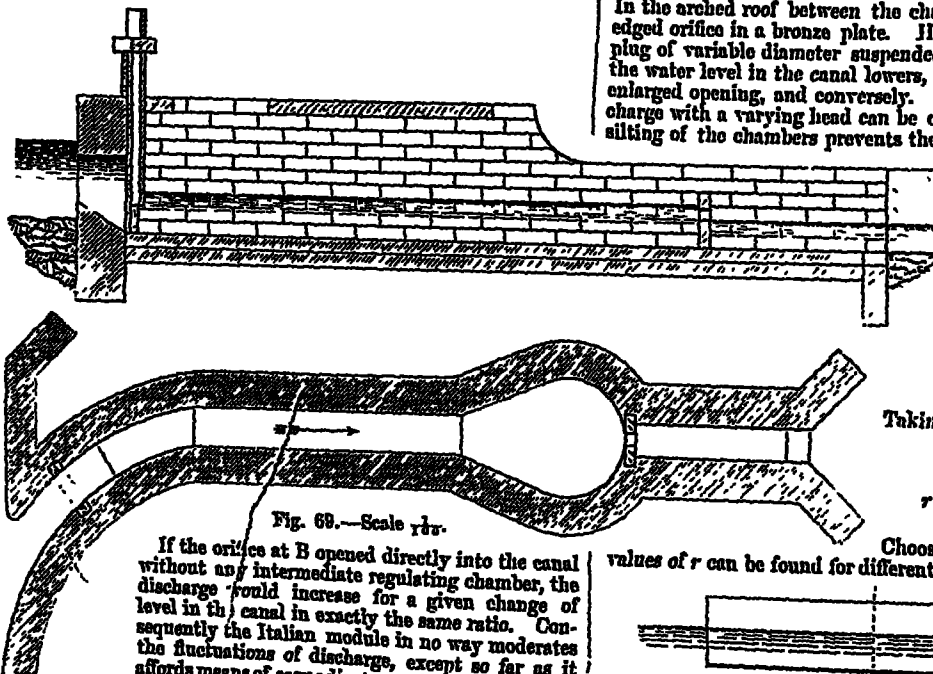 In the arched roof between the
edged orifice in a bronze plate.
plug of variable diameter
the water level in the canal lowers,
enlarged opening, and conversely.
charge with a varying head can be
silting of the chambers prevents
Fig. 69.—Scale 1/100.
If the orifice at B opened directly into the canal
without any intermediate regulating chamber, the
discharge would increase for a given change of
level in the canal in exactly the same ratio. Con-
sequently the Italian module in no way moderates
the fluctuations of discharge, except so far as it
affords means of
r
values of r can be found for different